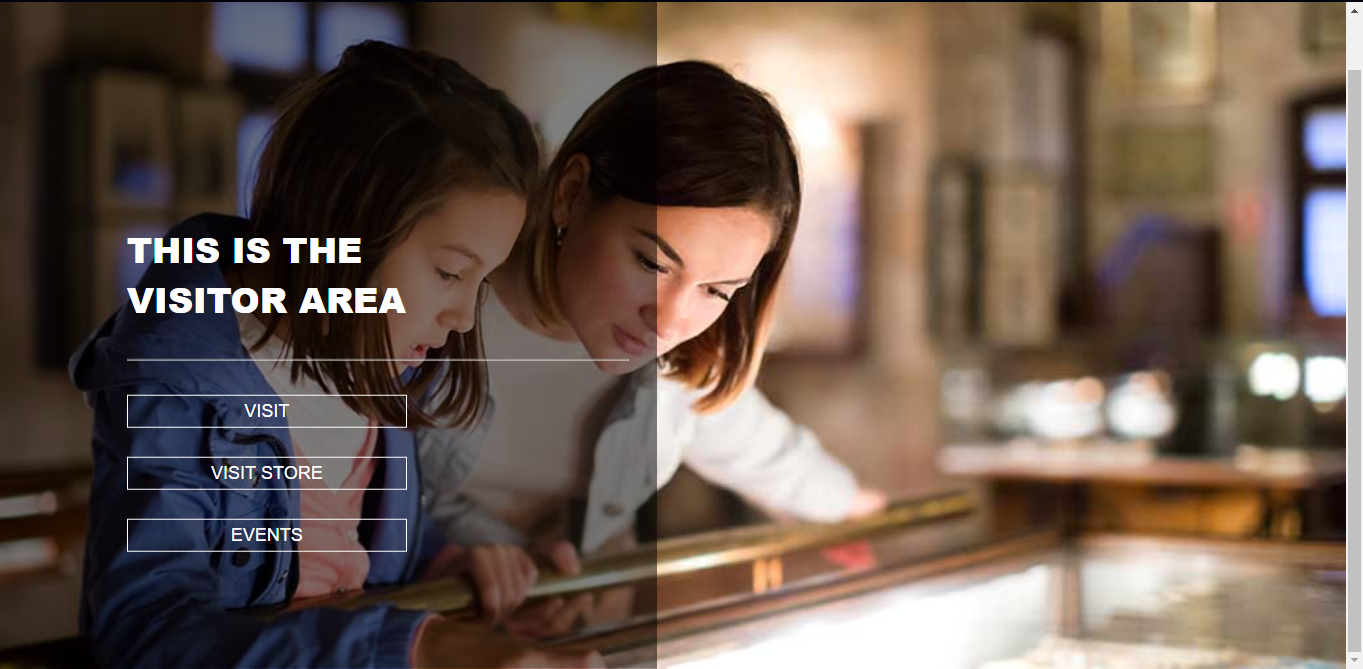 THIS IS THE
VISITOR AREA
VISIT
VISIT STORE
EVENTS